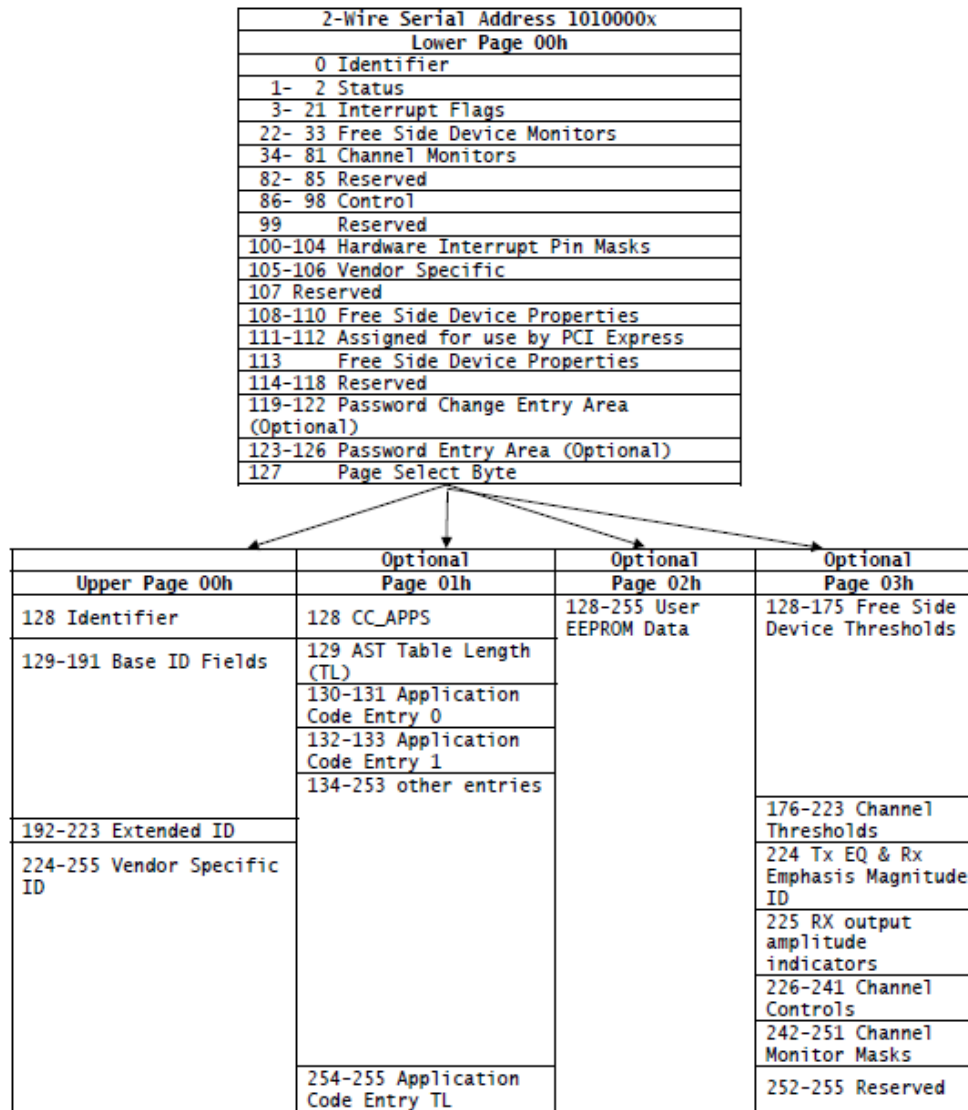 2-Wire Serial Address 1010000x
Lower Page 00h
0 Identifier
1- 2 Status
3- 21 Interrupt Flags
22- 33 Free Side Device Monitors
34- 81 Channel Monitors
82- 85 Reserved
86- 98 Control
99 Reserved
100-104 Hardware Interrupt Pin Masks
105-106 Vendor Specific
107 Reserved
108-110 Free Side Device Properties
111-112 Assigned for use by PCI Express
113 Free Side Device Properties
114-118 Reserved
119-122 Password Change Entry Area
(Optional)
123-126 Password Entry Area (Optional)
127 Page Select Byte
Upper Page 00h
128 Identifier
129-191 Base ID Fields
192-223 Extended ID
224-255 Vendor Specific
ID
Optional
Page 01h
128 CC_APPS
129 AST Table Length
(TL)
130-131 Application
Code Entry 0
132-133 Application
Code Entry 1
134-253 other entries
254-255 Application
Code Entry TL
Optional
Page 02h
128-255 User
EEPROM Data
Optional
Page 03h
128-175 Free Side
Device Thresholds
176-223 Channel
Thresholds
224 Tx EQ & Rx
Emphasis Magnitude
ID
225 RX output
amplitude
indicators
226-241 Channel
Controls
242-251 Channel
Monitor Masks
252-255 Reserved